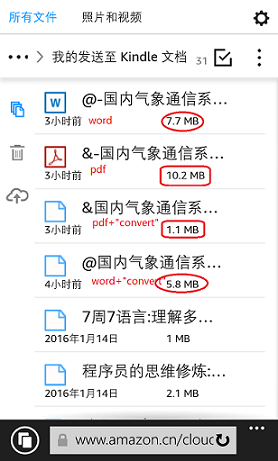 所有文件 照片和视频
••• > 我的发送至 Kindle 文档 31
@-国内气象通信系...
3小时前 word 7.7 MB
&-国内气象通信系...
3小时前 pdf 10.2 MB
&国内气象通信系...
3小时前 pdf+"convert" 1.1 MB
@国内气象通信系...
4小时前 word+"convert" 5.8 MB
7周7语言:理解多...
2016年1月14日 1 MB
程序员的思维修炼:...
2016年1月14日 2.1 MB
www.amazon.cn/clouc